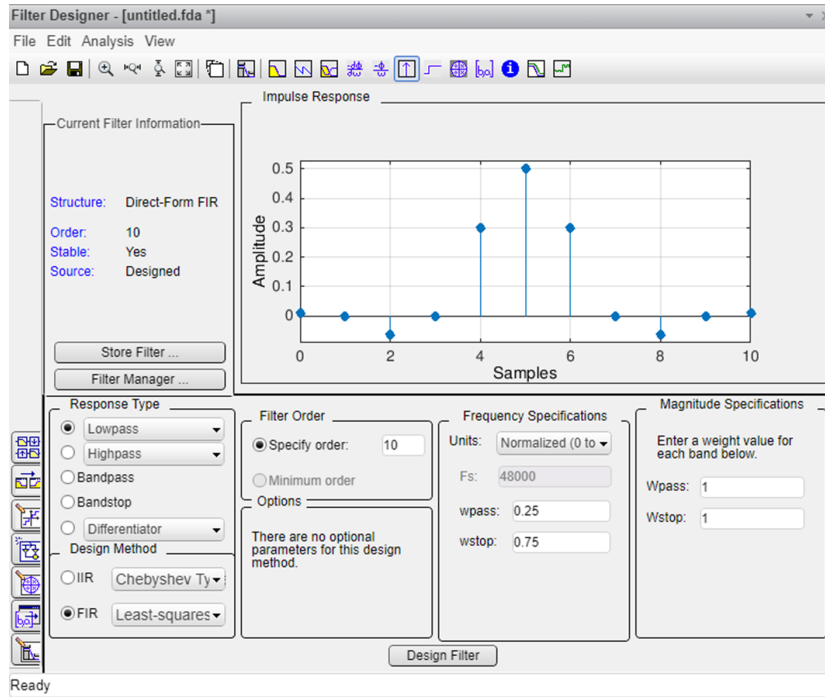 Filter Designer - [untitled.fda *]
File Edit Analysis View
Impulse Response
Current Filter Information
Structure: Direct-Form FIR
Order: 10
Stable: Yes
Source: Designed
Store Filter ...
Filter Manager ...
Amplitude
0.5
0.4
0.3
0.2
0.1
0
0 2 4 6 8 10
Samples
Response Type
Lowpass
Highpass
Bandpass
Bandstop
Differentiator
Design Method
IIR Chebyshev Ty
FIR Least-squares
Filter Order
Specify order: 10
Minimum order
Options
There are no optional
parameters for this design
method.
Frequency Specifications
Units: Normalized (0 to
Fs: 48000
wpass: 0.25
wstop: 0.75
Magnitude Specifications
Enter a weight value for
each band below.
Wpass: 1
Wstop: 1
Design Filter
Ready